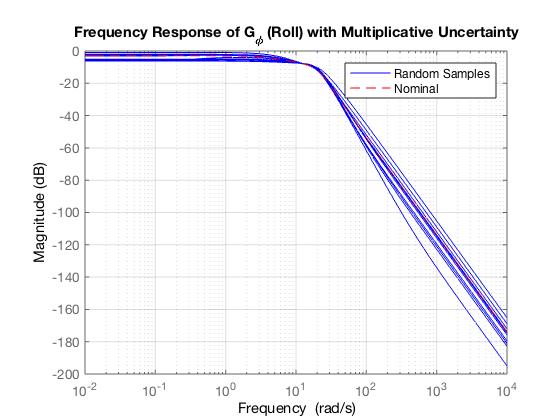 Frequency Response of G_ϕ (Roll) with Multiplicative Uncertainty
0
-20
-40
-60
-80
-100
-120
-140
-160
-180
-200
Magnitude (dB)
Random Samples
Nominal
10^-2 10^-1 10^0 10^1 10^2 10^3 10^4
Frequency (rad/s)